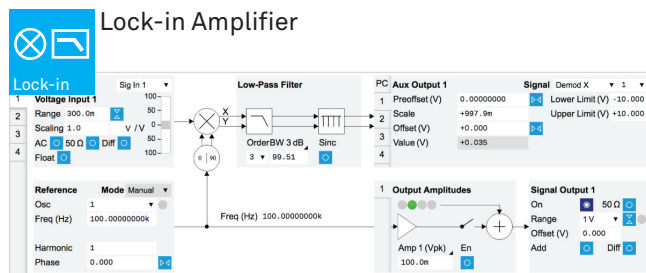 Lock-in Amplifier
Lock-in
Sig In 1
Low-Pass Filter
PC Aux Output 1 Signal Demod X 1
1 Voltage Input 1 100
1 Preoffset (V) 0.00000000 Lower Limit (V) -10.000
2 Range 300.0m 50
X
2 Scale +997.9m Upper Limit (V) +10.000
Y
3 Scaling 1.0 V / V 0
3 Offset (V) +0.000
AC 50 Ω Diff 50
Order BW 3 dB Sinc
Value (V) +0.035
4 Float 100
0 90
3 99.51
4
Reference Mode Manual
1 Output Amplitudes
Signal Output 1
Osc 1
On 50 Ω
Freq (Hz) 100.00000000k
Freq (Hz) 100.00000000k
Range 1 V
Offset (V) 0.000
Harmonic 1
Amp 1 (Vpk) En
Add Diff
Phase 0.000
100.0m